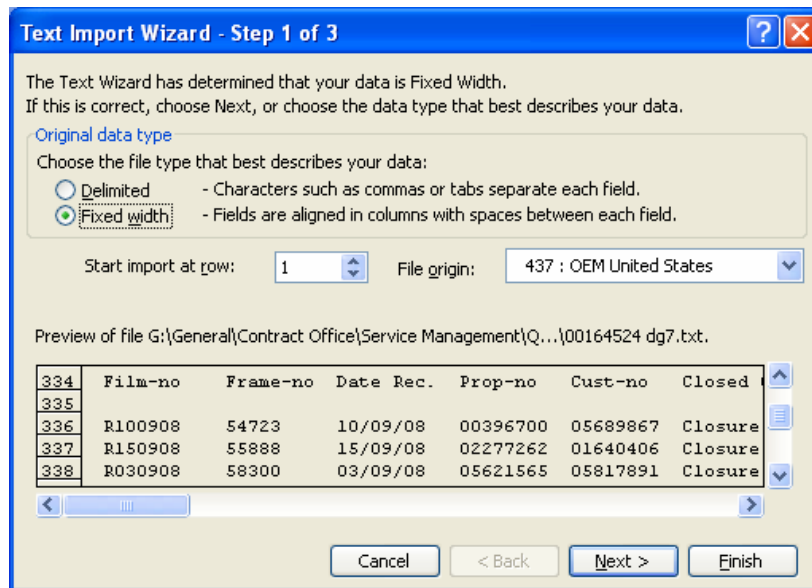 Text Import Wizard - Step 1 of 3
The Text Wizard has determined that your data is Fixed Width.
If this is correct, choose Next, or choose the data type that best describes your data.
Original data type
Choose the file type that best describes your data:
Delimited - Characters such as commas or tabs separate each field.
Fixed width - Fields are aligned in columns with spaces between each field.
Start import at row: 1 File origin: 437 : OEM United States
Preview of file G:\General\Contract Office\Service Management\Q...\00164524 dg7.txt.
334 Film-no Frame-no Date Rec. Prop-no Cust-no Closed
335
336 R100908 54723 10/09/08 00396700 05689867 Closure
337 R150908 55888 15/09/08 02277262 01640406 Closure
338 R030908 58300 03/09/08 05621565 05817891 Closure
Cancel < Back Next > Finish